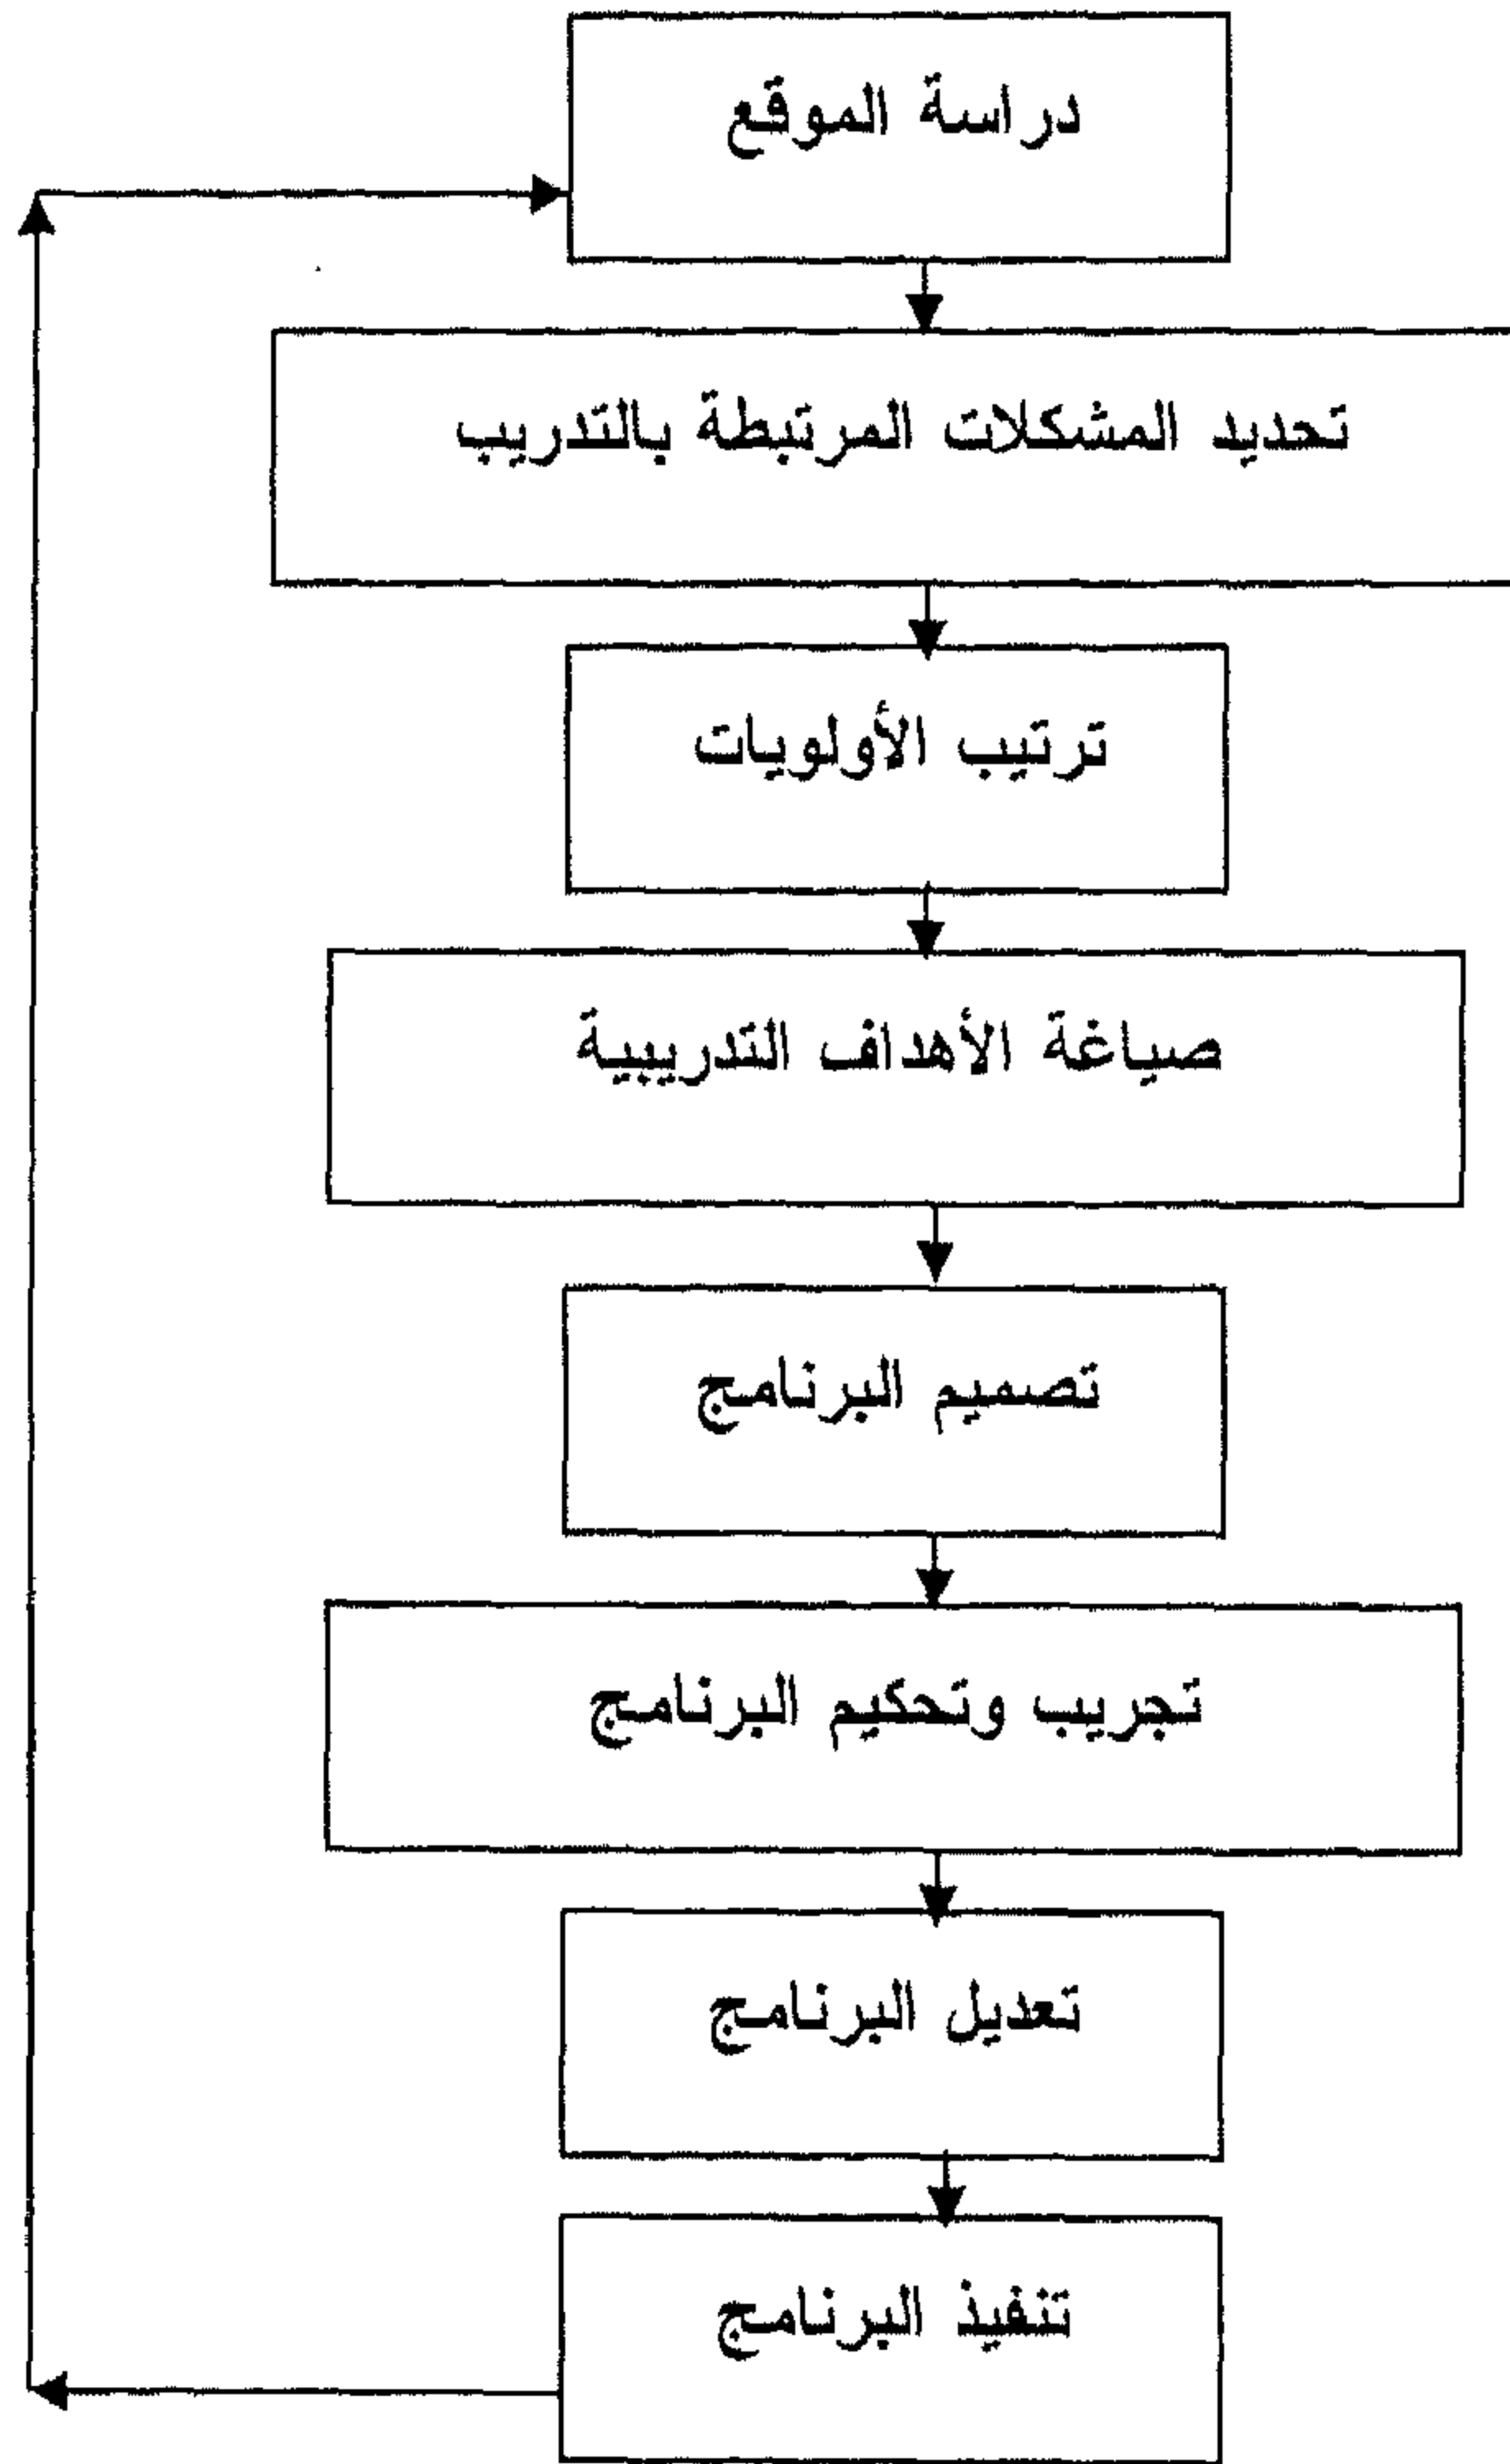 دراسة الموقع
تحديد المشكلات المرتبطة بالتدريب
ترتيب الأولويات
صياغة الأهداف التدريبية
تصميم البرنامج
تجريب وتحكيم البرنامج
تعديل البرنامج
تنفيذ البرنامج